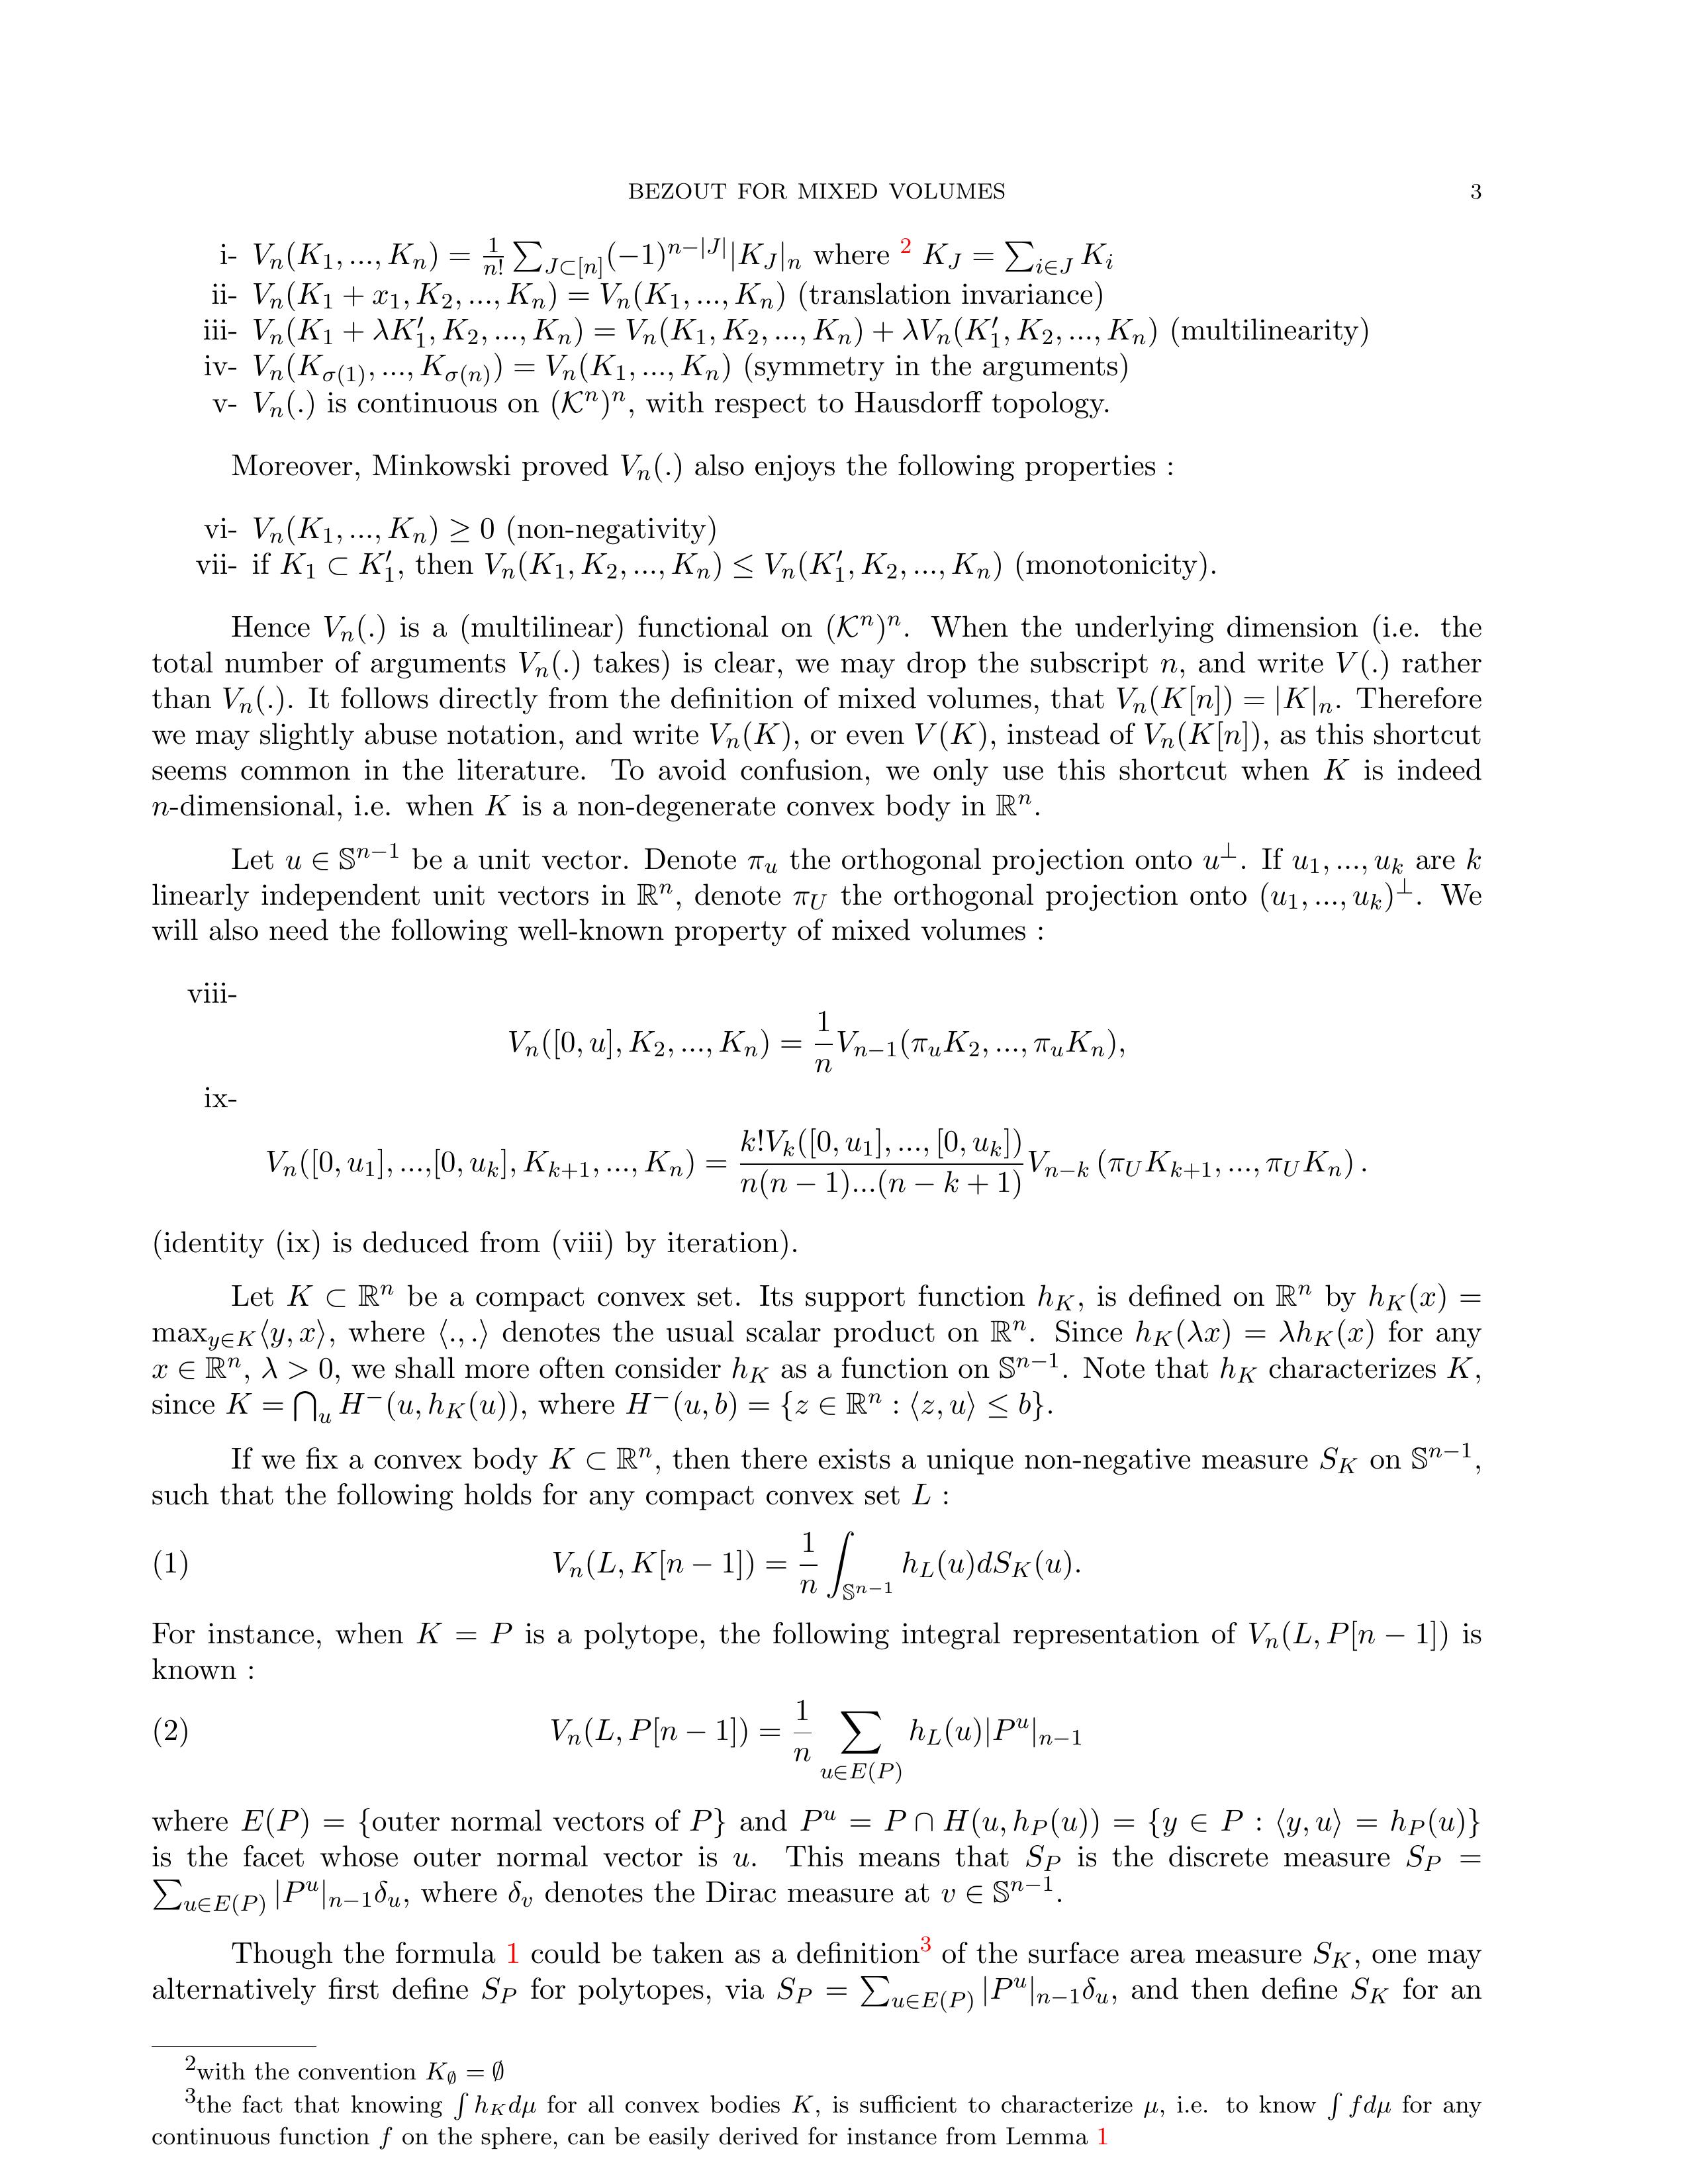 BEZOUT FOR MIXED VOLUMES 3
i- $V_n(K_1, ..., K_n) = \frac{1}{n!} \sum_{J \subset [n]} (-1)^{n-|J|} |K_J|_n$ where $^2$ $K_J = \sum_{i \in J} K_i$
ii- $V_n(K_1 + x_1, K_2, ..., K_n) = V_n(K_1, ..., K_n)$ (translation invariance)
iii- $V_n(K_1 + \lambda K_1', K_2, ..., K_n) = V_n(K_1, K_2, ..., K_n) + \lambda V_n(K_1', K_2, ..., K_n)$ (multilinearity)
iv- $V_n(K_{\sigma(1)}, ..., K_{\sigma(n)}) = V_n(K_1, ..., K_n)$ (symmetry in the arguments)
v- $V_n(.)$ is continuous on $(\mathcal{K}^n)^n$, with respect to Hausdorff topology.
Moreover, Minkowski proved $V_n(.)$ also enjoys the following properties :
vi- $V_n(K_1, ..., K_n) \geq 0$ (non-negativity)
vii- if $K_1 \subset K_1'$, then $V_n(K_1, K_2, ..., K_n) \leq V_n(K_1', K_2, ..., K_n)$ (monotonicity).
Hence $V_n(.)$ is a (multilinear) functional on $(\mathcal{K}^n)^n$. When the underlying dimension (i.e. the
total number of arguments $V_n(.)$ takes) is clear, we may drop the subscript $n$, and write $V(.)$ rather
than $V_n(.)$. It follows directly from the definition of mixed volumes, that $V_n(K[n]) = |K|_n$. Therefore
we may slightly abuse notation, and write $V_n(K)$, or even $V(K)$, instead of $V_n(K[n])$, as this shortcut
seems common in the literature. To avoid confusion, we only use this shortcut when $K$ is indeed
$n$-dimensional, i.e. when $K$ is a non-degenerate convex body in $\mathbb{R}^n$.
Let $u \in \mathbb{S}^{n-1}$ be a unit vector. Denote $\pi_u$ the orthogonal projection onto $u^\perp$. If $u_1, ..., u_k$ are $k$
linearly independent unit vectors in $\mathbb{R}^n$, denote $\pi_U$ the orthogonal projection onto $(u_1, ..., u_k)^\perp$. We
will also need the following well-known property of mixed volumes :
viii-
$V_n([0, u], K_2, ..., K_n) = \frac{1}{n} V_{n-1}(\pi_u K_2, ..., \pi_u K_n),$
ix-
$V_n([0, u_1], ..., [0, u_k], K_{k+1}, ..., K_n) = \frac{k! V_k([0, u_1], ..., [0, u_k])}{n(n-1)...(n-k+1)} V_{n-k} (\pi_U K_{k+1}, ..., \pi_U K_n) .$
(identity (ix) is deduced from (viii) by iteration).
Let $K \subset \mathbb{R}^n$ be a compact convex set. Its support function $h_K$, is defined on $\mathbb{R}^n$ by $h_K(x) =$
$\max_{y \in K} \langle y, x \rangle$, where $\langle ., . \rangle$ denotes the usual scalar product on $\mathbb{R}^n$. Since $h_K(\lambda x) = \lambda h_K(x)$ for any
$x \in \mathbb{R}^n$, $\lambda > 0$, we shall more often consider $h_K$ as a function on $\mathbb{S}^{n-1}$. Note that $h_K$ characterizes $K$,
since $K = \bigcap_u H^-(u, h_K(u))$, where $H^-(u, b) = \{z \in \mathbb{R}^n : \langle z, u \rangle \leq b\}$.
If we fix a convex body $K \subset \mathbb{R}^n$, then there exists a unique non-negative measure $S_K$ on $\mathbb{S}^{n-1}$,
such that the following holds for any compact convex set $L$ :
(1) $V_n(L, K[n-1]) = \frac{1}{n} \int_{\mathbb{S}^{n-1}} h_L(u) dS_K(u).$
For instance, when $K = P$ is a polytope, the following integral representation of $V_n(L, P[n-1])$ is
known :
(2) $V_n(L, P[n-1]) = \frac{1}{n} \sum_{u \in E(P)} h_L(u) |P^u|_{n-1}$
where $E(P) = \{$outer normal vectors of $P\}$ and $P^u = P \cap H(u, h_P(u)) = \{y \in P : \langle y, u \rangle = h_P(u)\}$
is the facet whose outer normal vector is $u$. This means that $S_P$ is the discrete measure $S_P =$
$\sum_{u \in E(P)} |P^u|_{n-1} \delta_u$, where $\delta_v$ denotes the Dirac measure at $v \in \mathbb{S}^{n-1}$.
Though the formula 1 could be taken as a definition$^3$ of the surface area measure $S_K$, one may
alternatively first define $S_P$ for polytopes, via $S_P = \sum_{u \in E(P)} |P^u|_{n-1} \delta_u$, and then define $S_K$ for an
$^2$with the convention $K_\emptyset = \emptyset$
$^3$the fact that knowing $\int h_K d\mu$ for all convex bodies $K$, is sufficient to characterize $\mu$, i.e. to know $\int f d\mu$ for any
continuous function $f$ on the sphere, can be easily derived for instance from Lemma 1